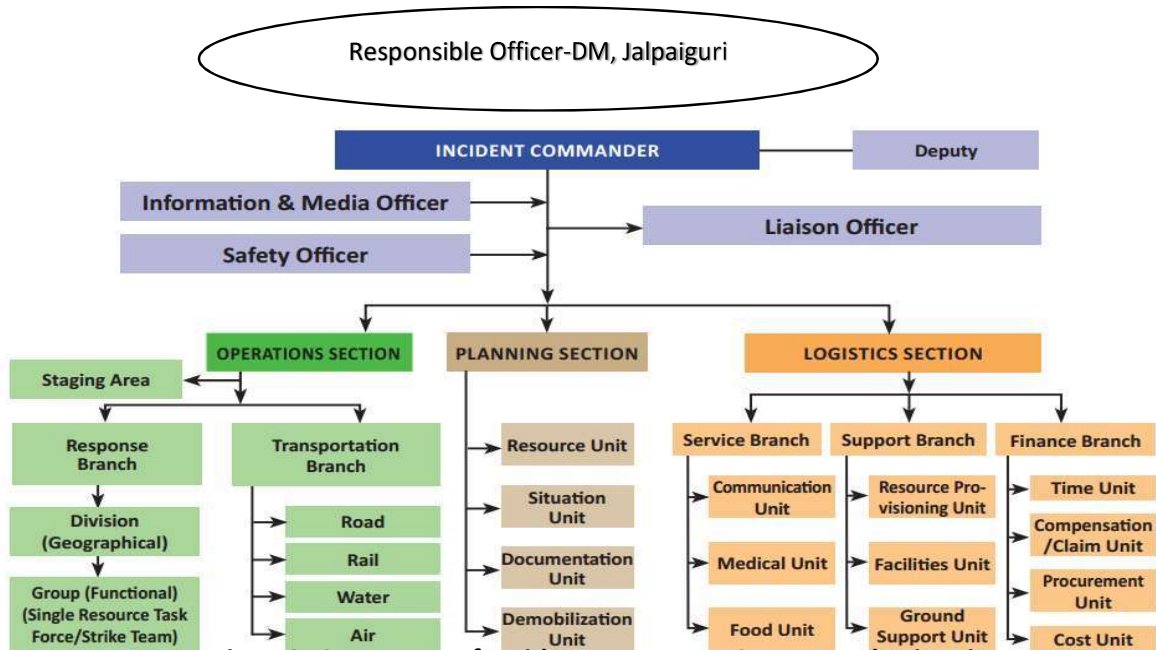 Responsible Officer-DM, Jalpaiguri
INCIDENT COMMANDER
Deputy
Information & Media Officer
Liaison Officer
Safety Officer
OPERATIONS SECTION
PLANNING SECTION
LOGISTICS SECTION
Staging Area
Response
Branch
Transportation
Branch
Division
(Geographical)
Group (Functional)
(Single Resource Task
Force/Strike Team)
Road
Rail
Water
Air
Resource Unit
Situation
Unit
Documentation
Unit
Demobilization
Unit
Service Branch
Support Branch
Finance Branch
Communication
Unit
Medical Unit
Food Unit
Resource Pro-
visioning Unit
Facilities Unit
Ground
Support Unit
Time Unit
Compensation
/Claim Unit
Procurement
Unit
Cost Unit